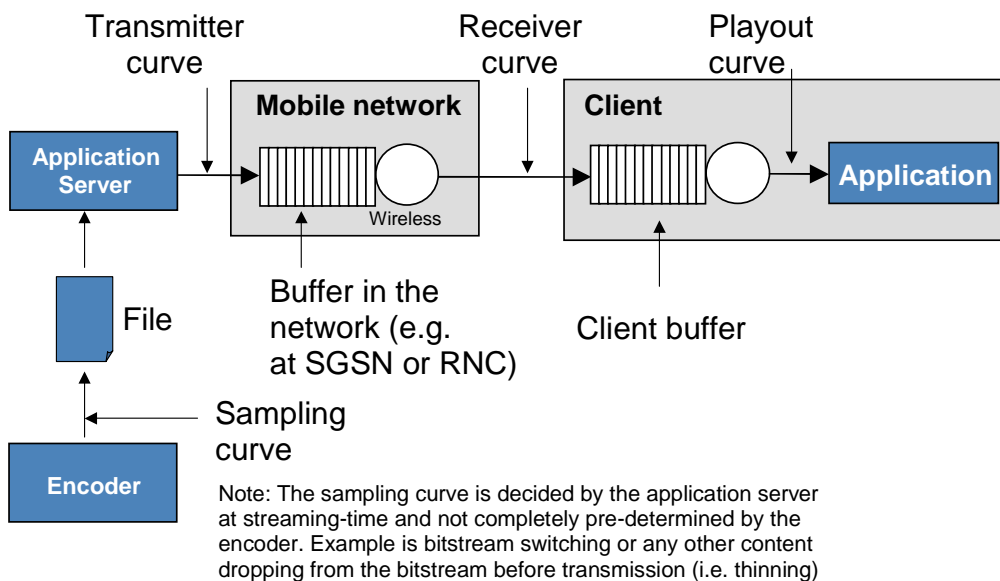 Transmitter
curve
Receiver
curve
Playout
curve
Mobile network
Client
Application
Server
Wireless
Application
File
Buffer in the
network (e.g.
at SGSN or RNC)
Client buffer
Sampling
curve
Encoder
Note: The sampling curve is decided by the application server
at streaming-time and not completely pre-determined by the
encoder. Example is bitstream switching or any other content
dropping from the bitstream before transmission (i.e. thinning)